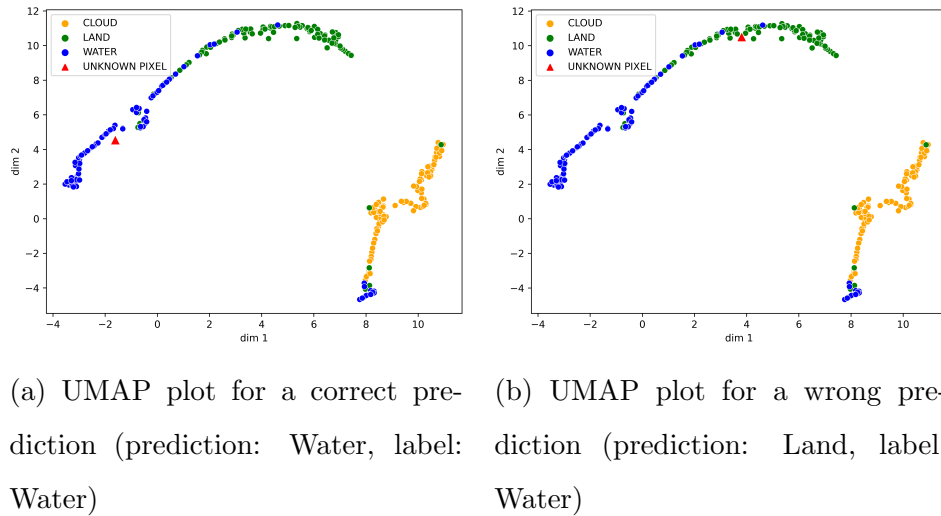 CLOUD
LAND
WATER
UNKNOWN PIXEL
12
10
8
6
4
2
0
−2
−4
dim 2
−4 −2 0 2 4 6 8 10
dim 1
CLOUD
LAND
WATER
UNKNOWN PIXEL
12
10
8
6
4
2
0
−2
−4
dim 2
−4 −2 0 2 4 6 8 10
dim 1
(a) UMAP plot for a correct pre-
diction (prediction: Water, label:
Water)
(b) UMAP plot for a wrong pre-
diction (prediction: Land, label
Water)